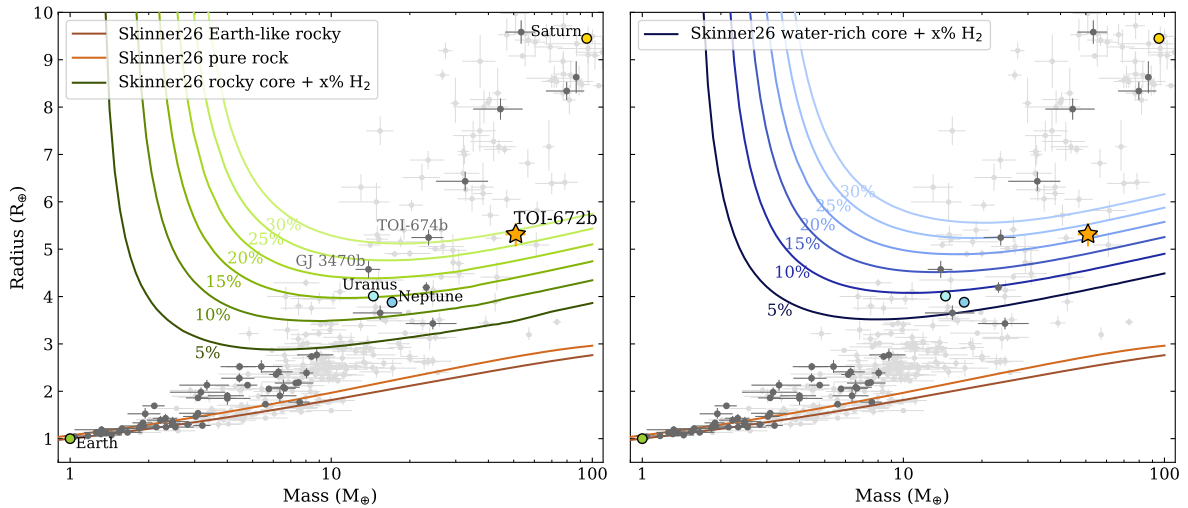 Skinner26 Earth-like rocky
Skinner26 pure rock
Skinner26 rocky core + x% H₂
Saturn
TOI-672b
TOI-674b
GJ 3470b
Uranus
Neptune
Earth
30%
25%
20%
15%
10%
5%
10
9
8
7
6
5
4
3
2
1
Radius (R⊕)
1
10
100
Mass (M⊕)
Skinner26 water-rich core + x% H₂
30%
25%
20%
15%
10%
5%
1
10
100
Mass (M⊕)